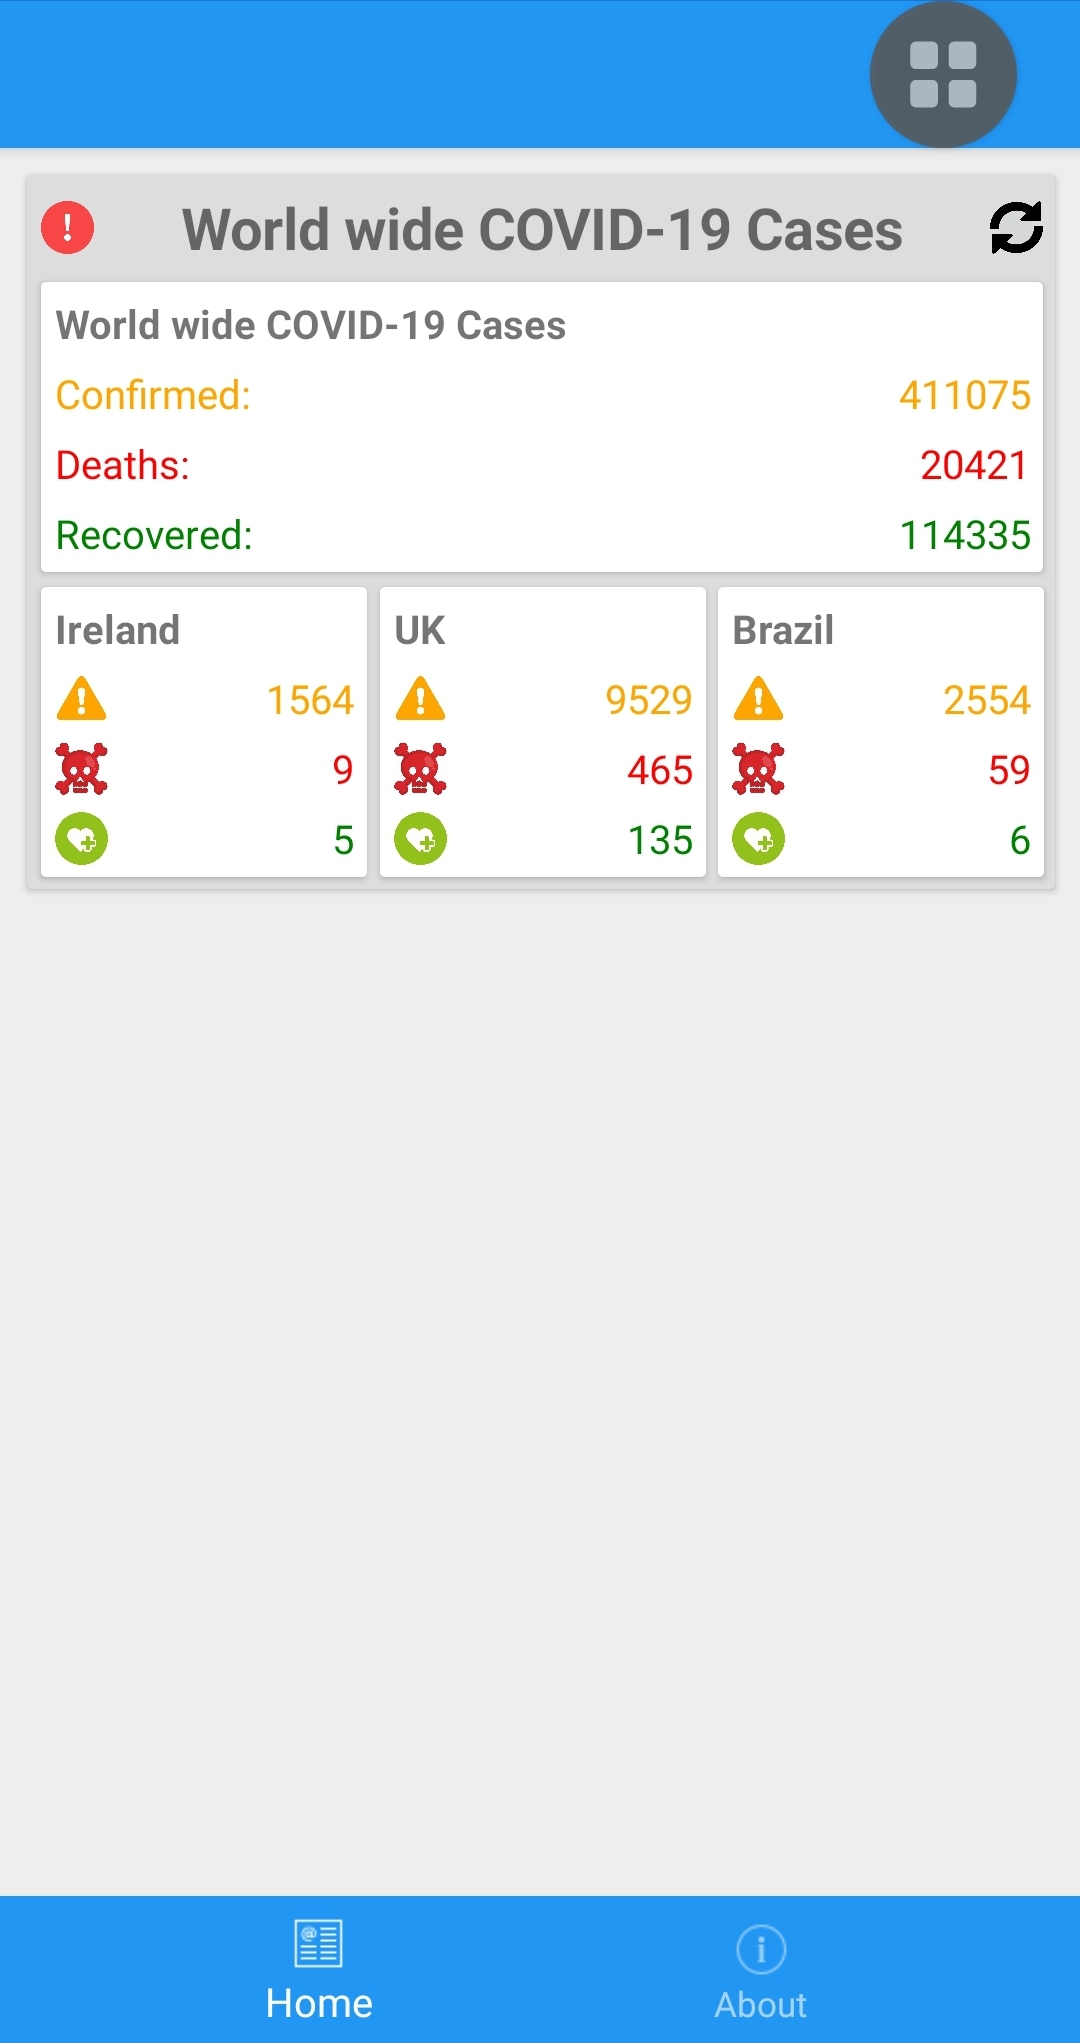 World wide COVID-19 Cases
World wide COVID-19 Cases
Confirmed: 411075
Deaths: 20421
Recovered: 114335
Ireland UK Brazil
1564 9529 2554
9 465 59
5 135 6
Home About